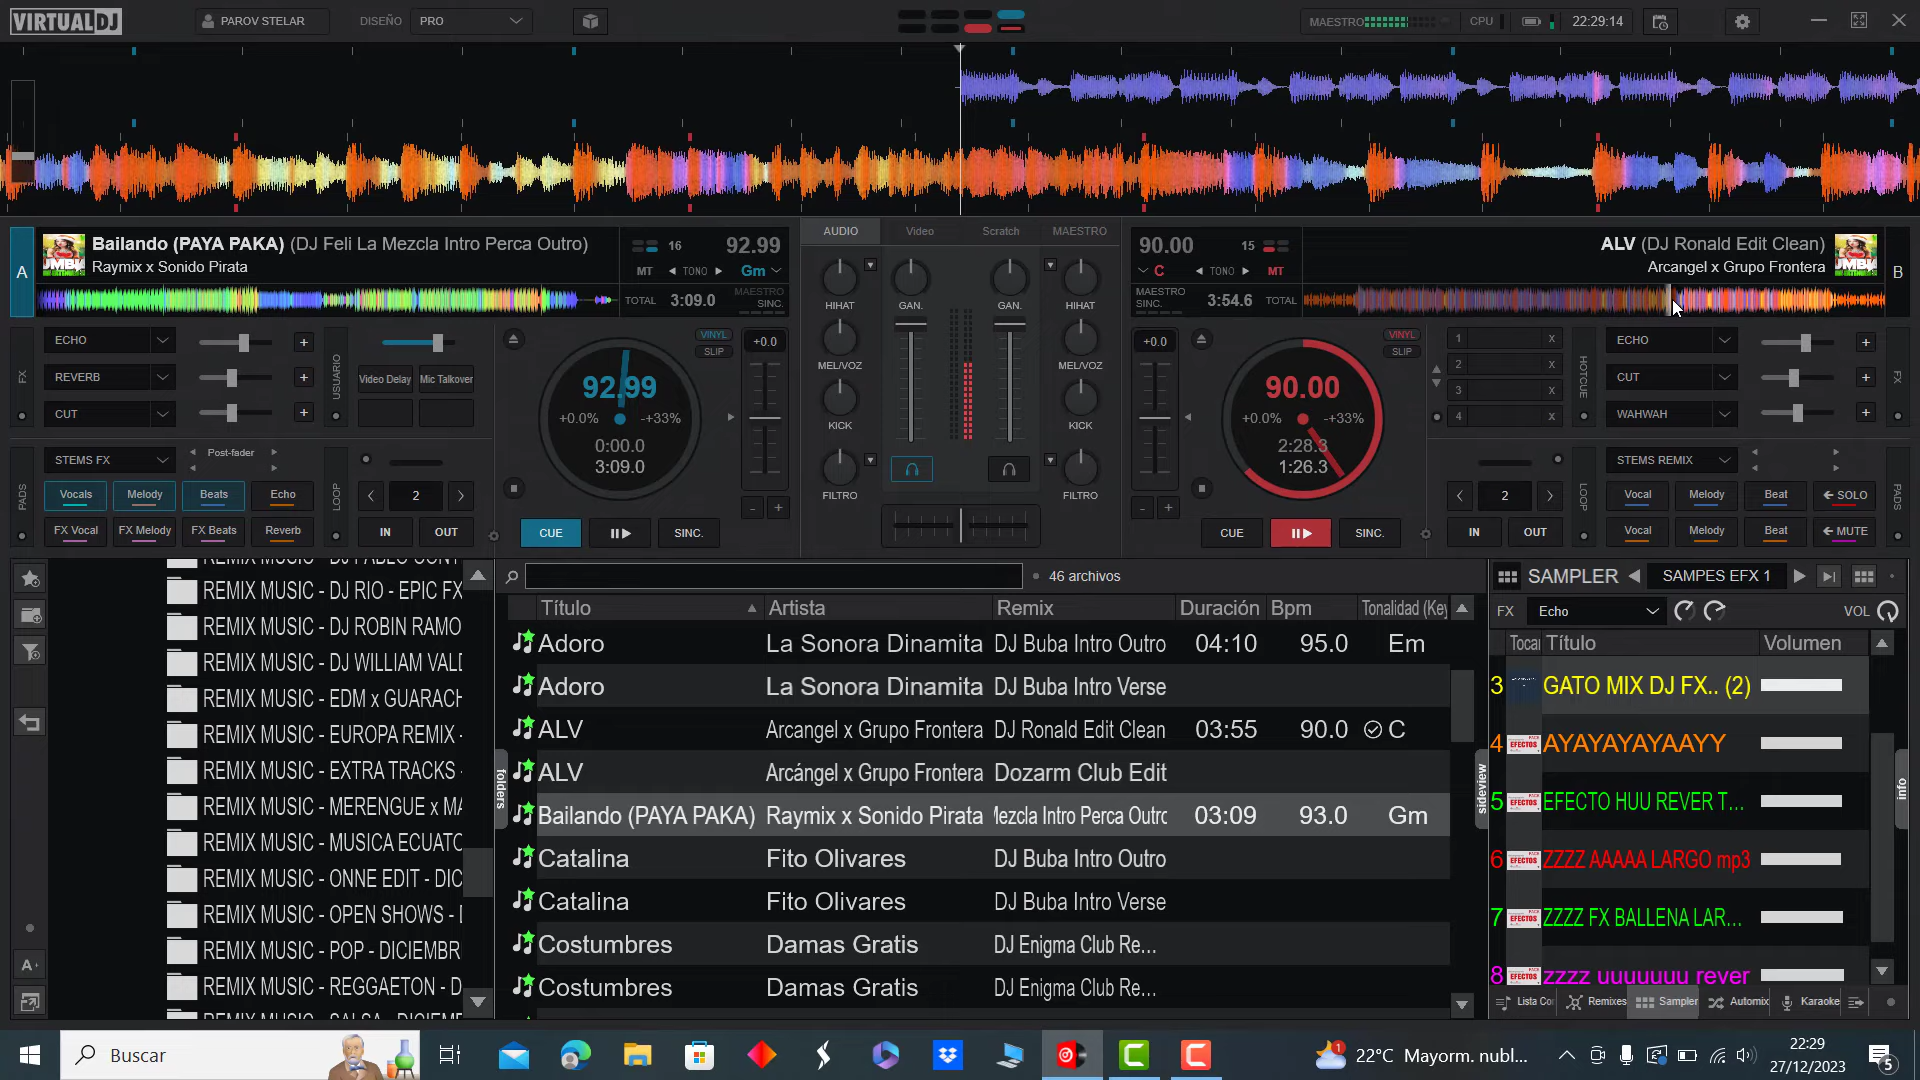 VIRTUALDJ PAROV STELAR DISEÑO PRO MAESTRO CPU 22:29:14
A Bailando (PAYA PAKA) (DJ Feli La Mezcla Intro Perca Outro) 16 92.99
Raymix x Sonido Pirata MT TONO Gm
TOTAL 3:09.0 MAESTRO SINC.
AUDIO Video Scratch MAESTRO
90.00 15 ALV (DJ Ronald Edit Clean) B
C TONO MT Arcangel x Grupo Frontera
MAESTRO SINC. 3:54.6 TOTAL
FX ECHO +
REVERB +
CUT +
USUARIO Video Delay Mic Talkover
VINYL
SLIP
92.99
+0.0% -+33%
0:00.0
3:09.0
+0.0
HIHAT GAN. GAN. HIHAT
MEL/VOZ MEL/VOZ
KICK KICK
FILTRO FILTRO
+0.0
VINYL
SLIP
90.00
+0.0% -+33%
2:28.3
1:26.3
1 x
2 x
3 x
4 x
HOTCUE
ECHO +
CUT +
WAHWAH +
FX
PADS STEMS FX Post-fader
Vocals Melody Beats Echo
FX Vocal FX Melody FX Beats Reverb
LOOP 2
IN OUT
CUE SINC. - +
- + CUE SINC.
2
IN OUT
LOOP STEMS REMIX
Vocal Melody Beat SOLO
Vocal Melody Beat MUTE
PADS
REMIX MUSIC - DJ RIO - EPIC FX
REMIX MUSIC - DJ ROBIN RAMO
REMIX MUSIC - DJ WILLIAM VALD
REMIX MUSIC - EDM x GUARACH
REMIX MUSIC - EUROPA REMIX -
REMIX MUSIC - EXTRA TRACKS -
REMIX MUSIC - MERENGUE x MA
REMIX MUSIC - MUSICA ECUATO
REMIX MUSIC - ONNE EDIT - DIC
REMIX MUSIC - OPEN SHOWS - D
REMIX MUSIC - POP - DICIEMBR
REMIX MUSIC - REGGAETON - D
A+
folders
46 archivos
Título Artista Remix Duración Bpm Tonalidad (Key
Adoro La Sonora Dinamita DJ Buba Intro Outro 04:10 95.0 Em
Adoro La Sonora Dinamita DJ Buba Intro Verse
ALV Arcangel x Grupo Frontera DJ Ronald Edit Clean 03:55 90.0 C
ALV Arcángel x Grupo Frontera Dozarm Club Edit
Bailando (PAYA PAKA) Raymix x Sonido Pirata Mezcla Intro Perca Outro 03:09 93.0 Gm
Catalina Fito Olivares DJ Buba Intro Outro
Catalina Fito Olivares DJ Buba Intro Verse
Costumbres Damas Gratis DJ Enigma Club Re...
Costumbres Damas Gratis DJ Enigma Club Re...
sideview
SAMPLER SAMPES EFX 1
FX Echo VOL
Tocar Título Volumen
3 GATO MIX DJ FX.. (2)
4 AYAYAYAYAAYY
5 EFECTO HUU REVER T...
6 ZZZZ AAAAA LARGO mp3
7 ZZZZ FX BALLENA LAR...
8 zzzz uuuuuuu rever
info
Lista Cor Remixes Sampler Automix Karaoke
Buscar 22°C Mayorm. nubl... 22:29
27/12/2023 5